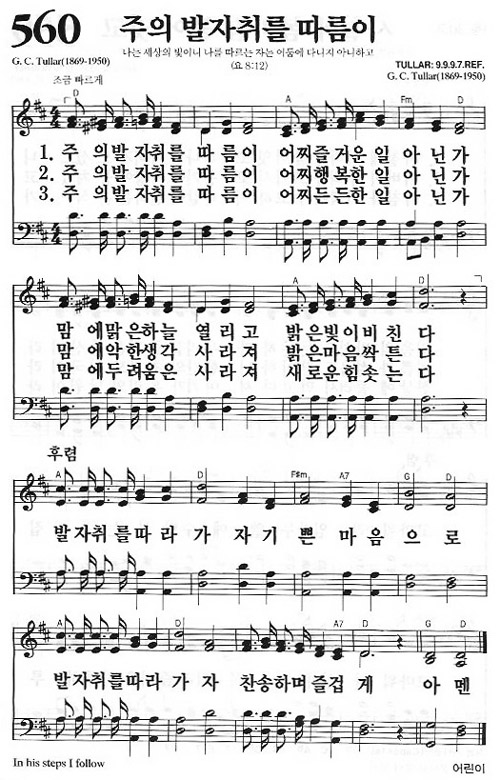 560 주의 발자취를 따름이
나는 세상의 빛이니 나를 따르는 자는 어둠에 다니지 아니하고
(요 8:12)
G. C. Tullar(1869-1950)
TULLAR: 9.9.9.7.REF.
G. C. Tullar(1869-1950)
조금 빠르게
D A Fm D
1. 주 의발 자취를 따 름이 어찌즐 거운일 아 닌가
2. 주 의발 자취를 따 름이 어찌행 복한일 아 닌가
3. 주 의발 자취를 따 름이 어찌든 든한일 아 닌가
A D
맘 에맑은하늘 열 리고 밝은빛이비 친 다
맘 에악한생각 사 라져 밝은마음싹 튼 다
맘 에두려움은 사 라져 새로운힘솟 는 다
후렴
A D F#m A7 G D
발자취를따 라 가 자 기 쁜 마 음 으 로
A D A7 D G D
발자취를따 라 가 자 찬송하며즐겁 게 아 멘
In his steps I follow
어린이